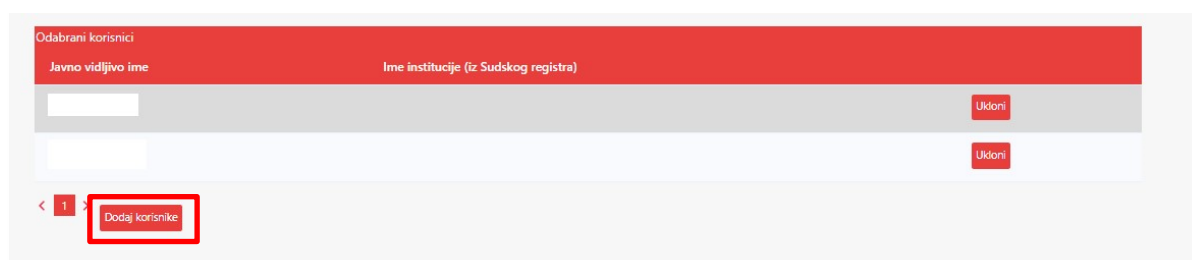 Odabrani korisnici
Javno vidljivo ime Ime institucije (iz Sudskog registra)
Ukloni
Ukloni
< 1 > Dodaj korisnike